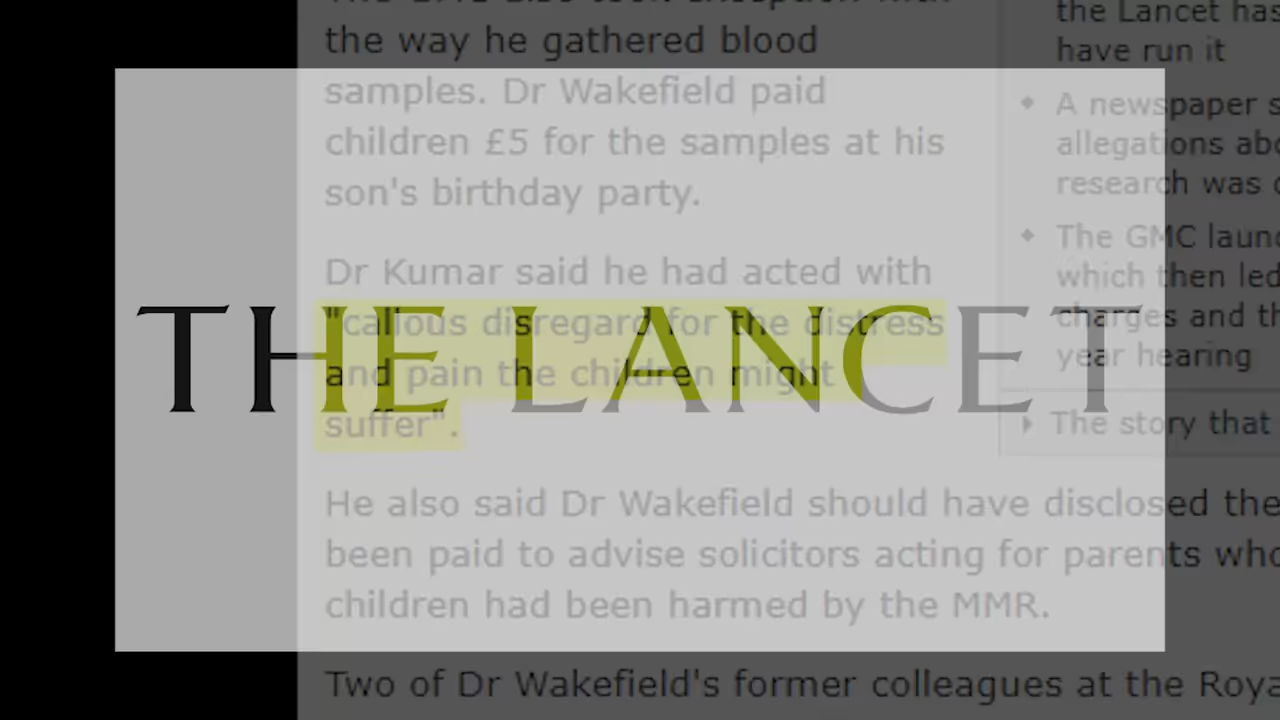 the way he gathered blood
samples. Dr Wakefield paid
children £5 for the samples at his
son's birthday party.
Dr Kumar said he had acted with
"callous disregard for the distress
and pain the children might
suffer".
He also said Dr Wakefield should have disclosed the
been paid to advise solicitors acting for parents who
children had been harmed by the MMR.
Two of Dr Wakefield's former colleagues at the
THE LANCET
the Lancet has
have run it
A newspaper
allegations
research was
The GMC
which then led
charges and
year hearing
The story that